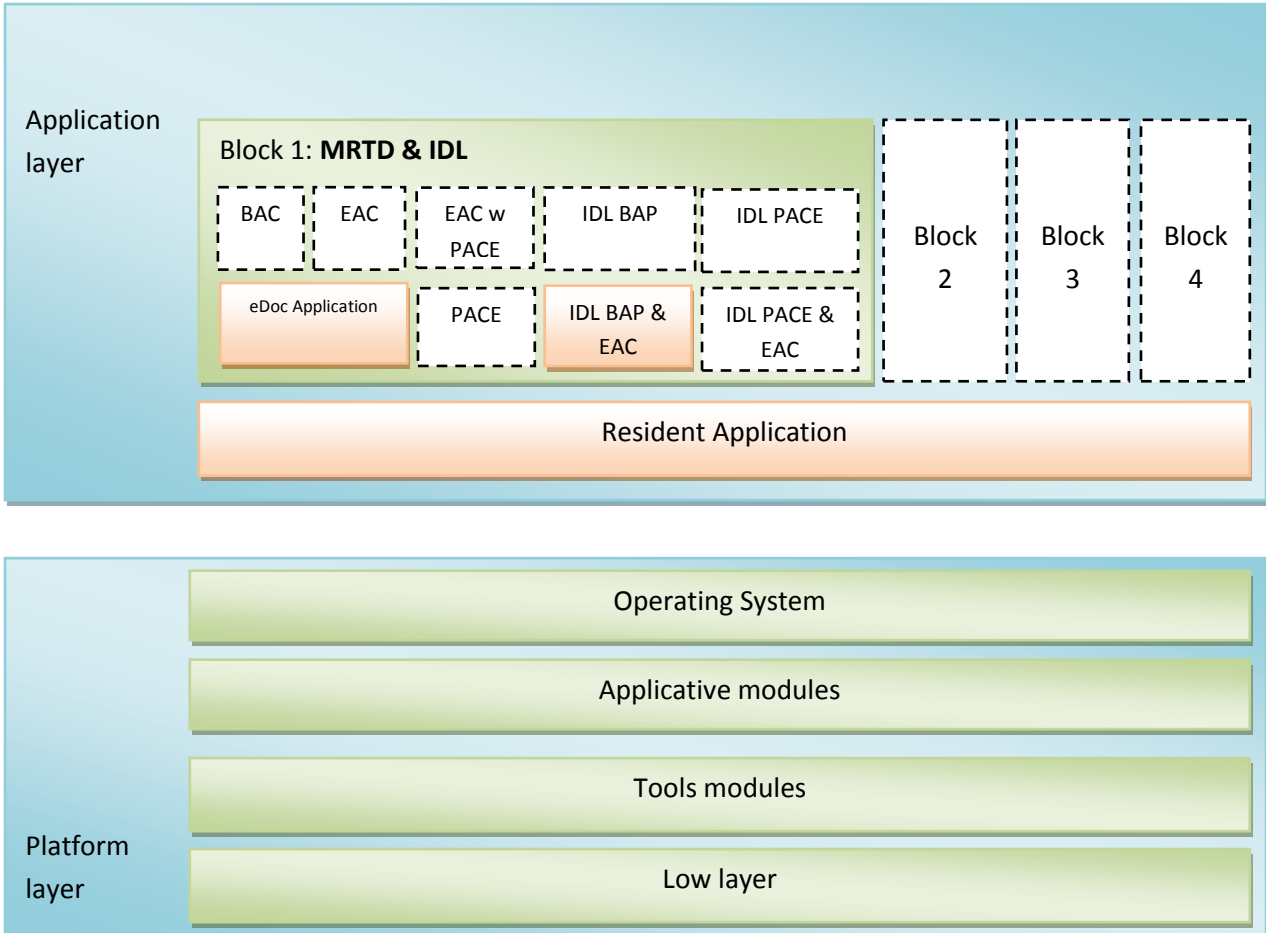 Application
layer
Block 1: MRTD & IDL
BAC
EAC
EAC w
PACE
IDL BAP
IDL PACE
eDoc Application
PACE
IDL BAP &
EAC
IDL PACE &
EAC
Block
2
Block
3
Block
4
Resident Application
Operating System
Applicative modules
Tools modules
Platform
layer
Low layer